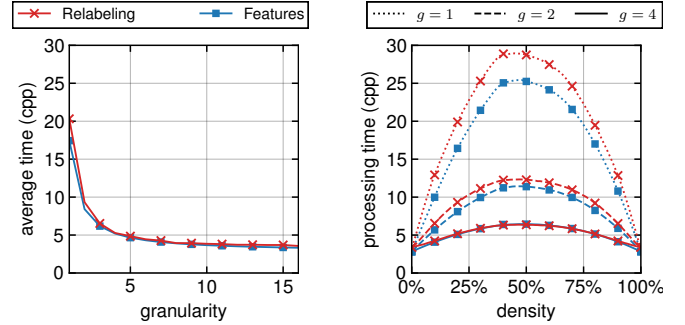 Relabeling Features
g = 1 g = 2 g = 4
average time (cpp)
30
25
20
15
10
5
0
5 10 15
granularity
processing time (cpp)
30
25
20
15
10
5
0
0% 25% 50% 75% 100%
density